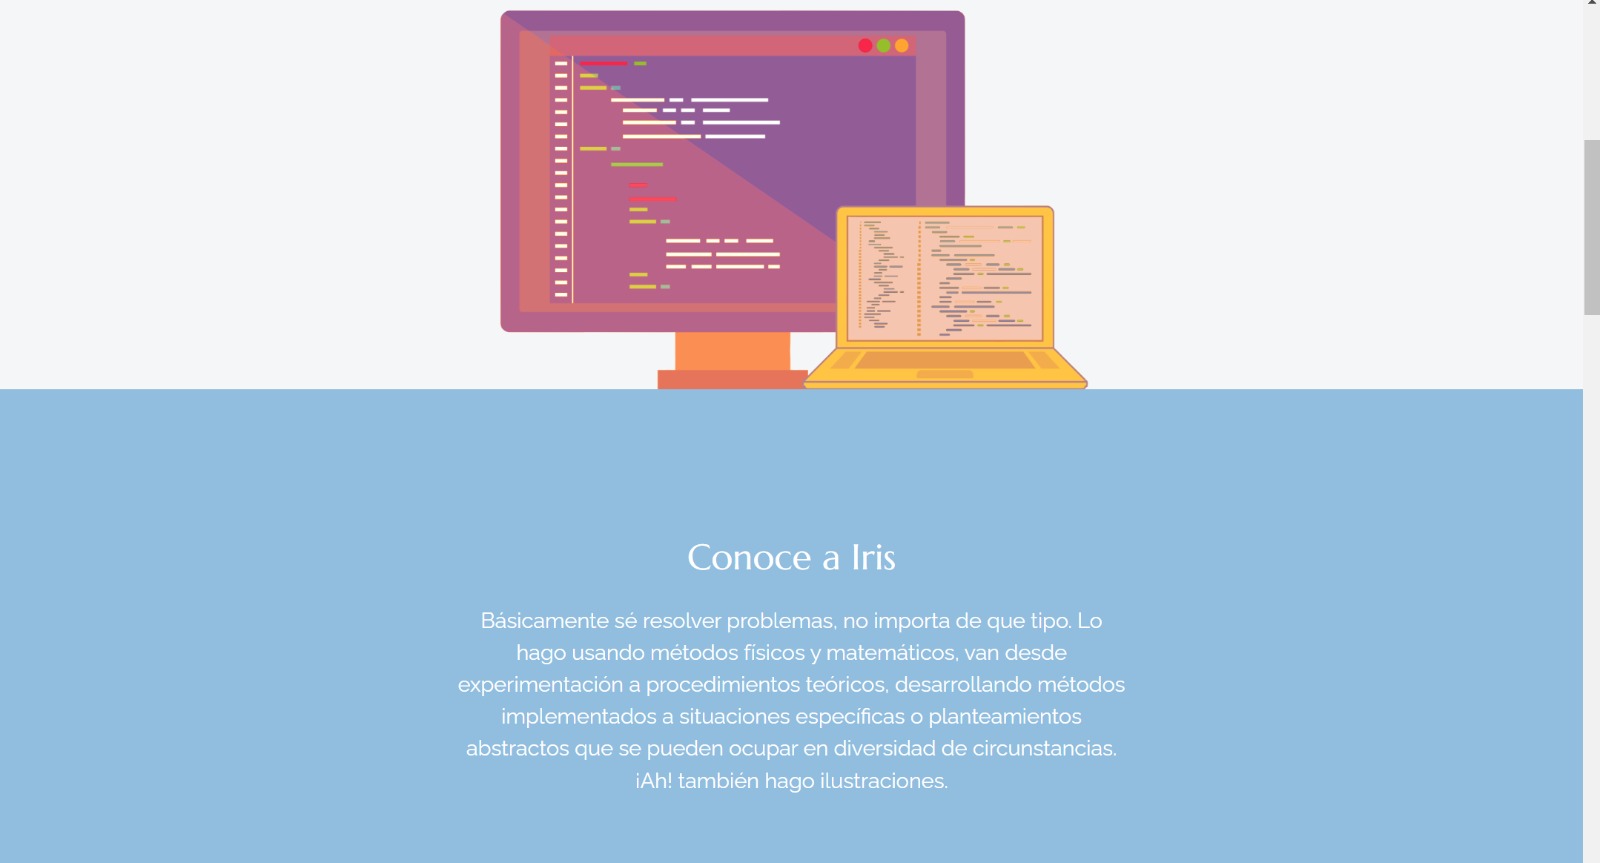 Conoce a Iris
Básicamente sé resolver problemas, no importa de que tipo. Lo
hago usando métodos físicos y matemáticos, van desde
experimentación a procedimientos teóricos, desarrollando métodos
implementados a situaciones específicas o planteamientos
abstractos que se pueden ocupar en diversidad de circunstancias.
¡Ah! también hago ilustraciones.